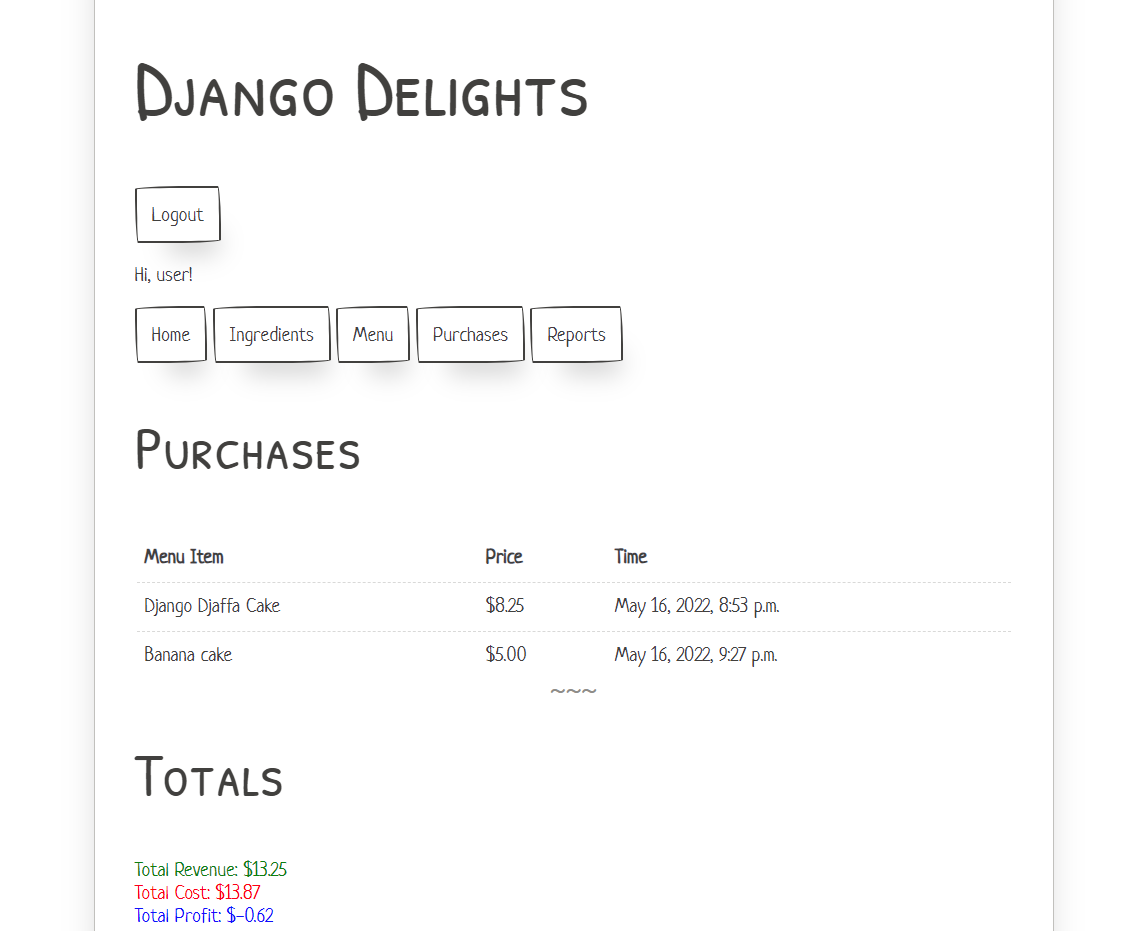 Django Delights
Logout
Hi, user!
Home Ingredients Menu Purchases Reports
Purchases
Menu Item Price Time
Django Djaffa Cake $8.25 May 16, 2022, 8:53 p.m.
Banana cake $5.00 May 16, 2022, 9:27 p.m.
~~~
Totals
Total Revenue: $13.25
Total Cost: $13.87
Total Profit: $-0.62